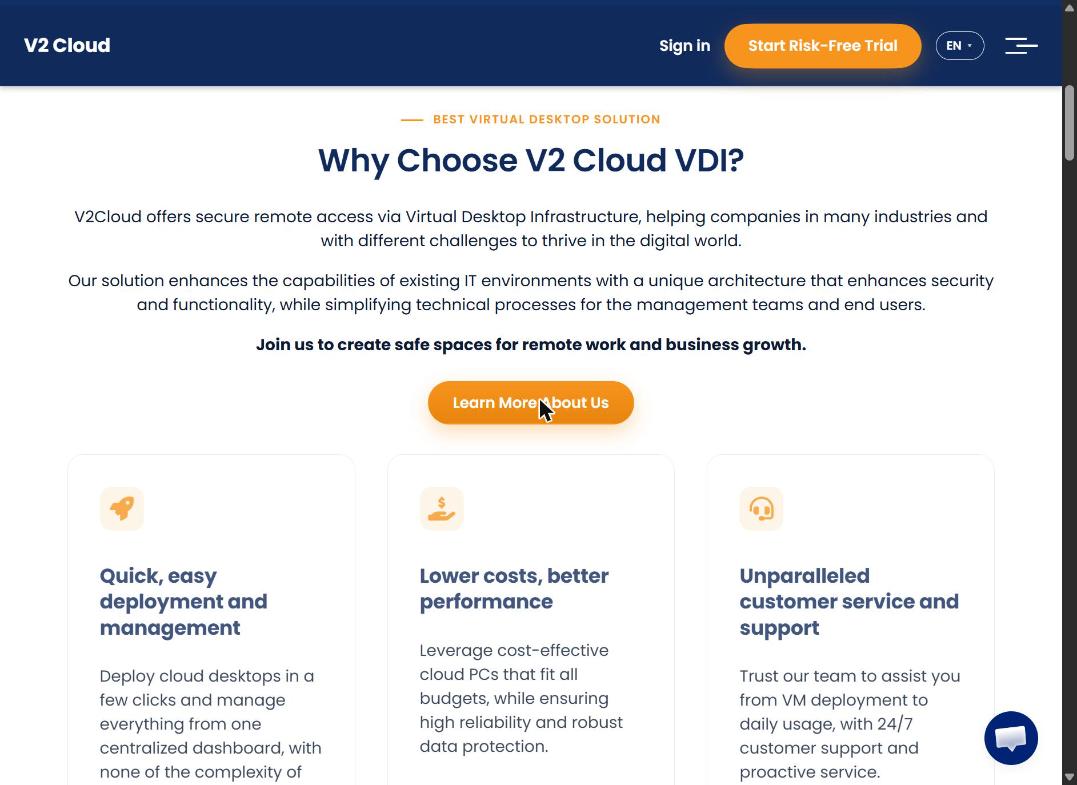 V2 Cloud
Sign in
Start Risk-Free Trial
EN
BEST VIRTUAL DESKTOP SOLUTION
Why Choose V2 Cloud VDI?
V2Cloud offers secure remote access via Virtual Desktop Infrastructure, helping companies in many industries and
with different challenges to thrive in the digital world.
Our solution enhances the capabilities of existing IT environments with a unique architecture that enhances security
and functionality, while simplifying technical processes for the management teams and end users.
Join us to create safe spaces for remote work and business growth.
Learn More About Us
Quick, easy
deployment and
management
Deploy cloud desktops in a
few clicks and manage
everything from one
centralized dashboard, with
none of the complexity of
$
Lower costs, better
performance
Leverage cost-effective
cloud PCs that fit all
budgets, while ensuring
high reliability and robust
data protection.
Unparalleled
customer service and
support
Trust our team to assist you
from VM deployment to
daily usage, with 24/7
customer support and
proactive service.